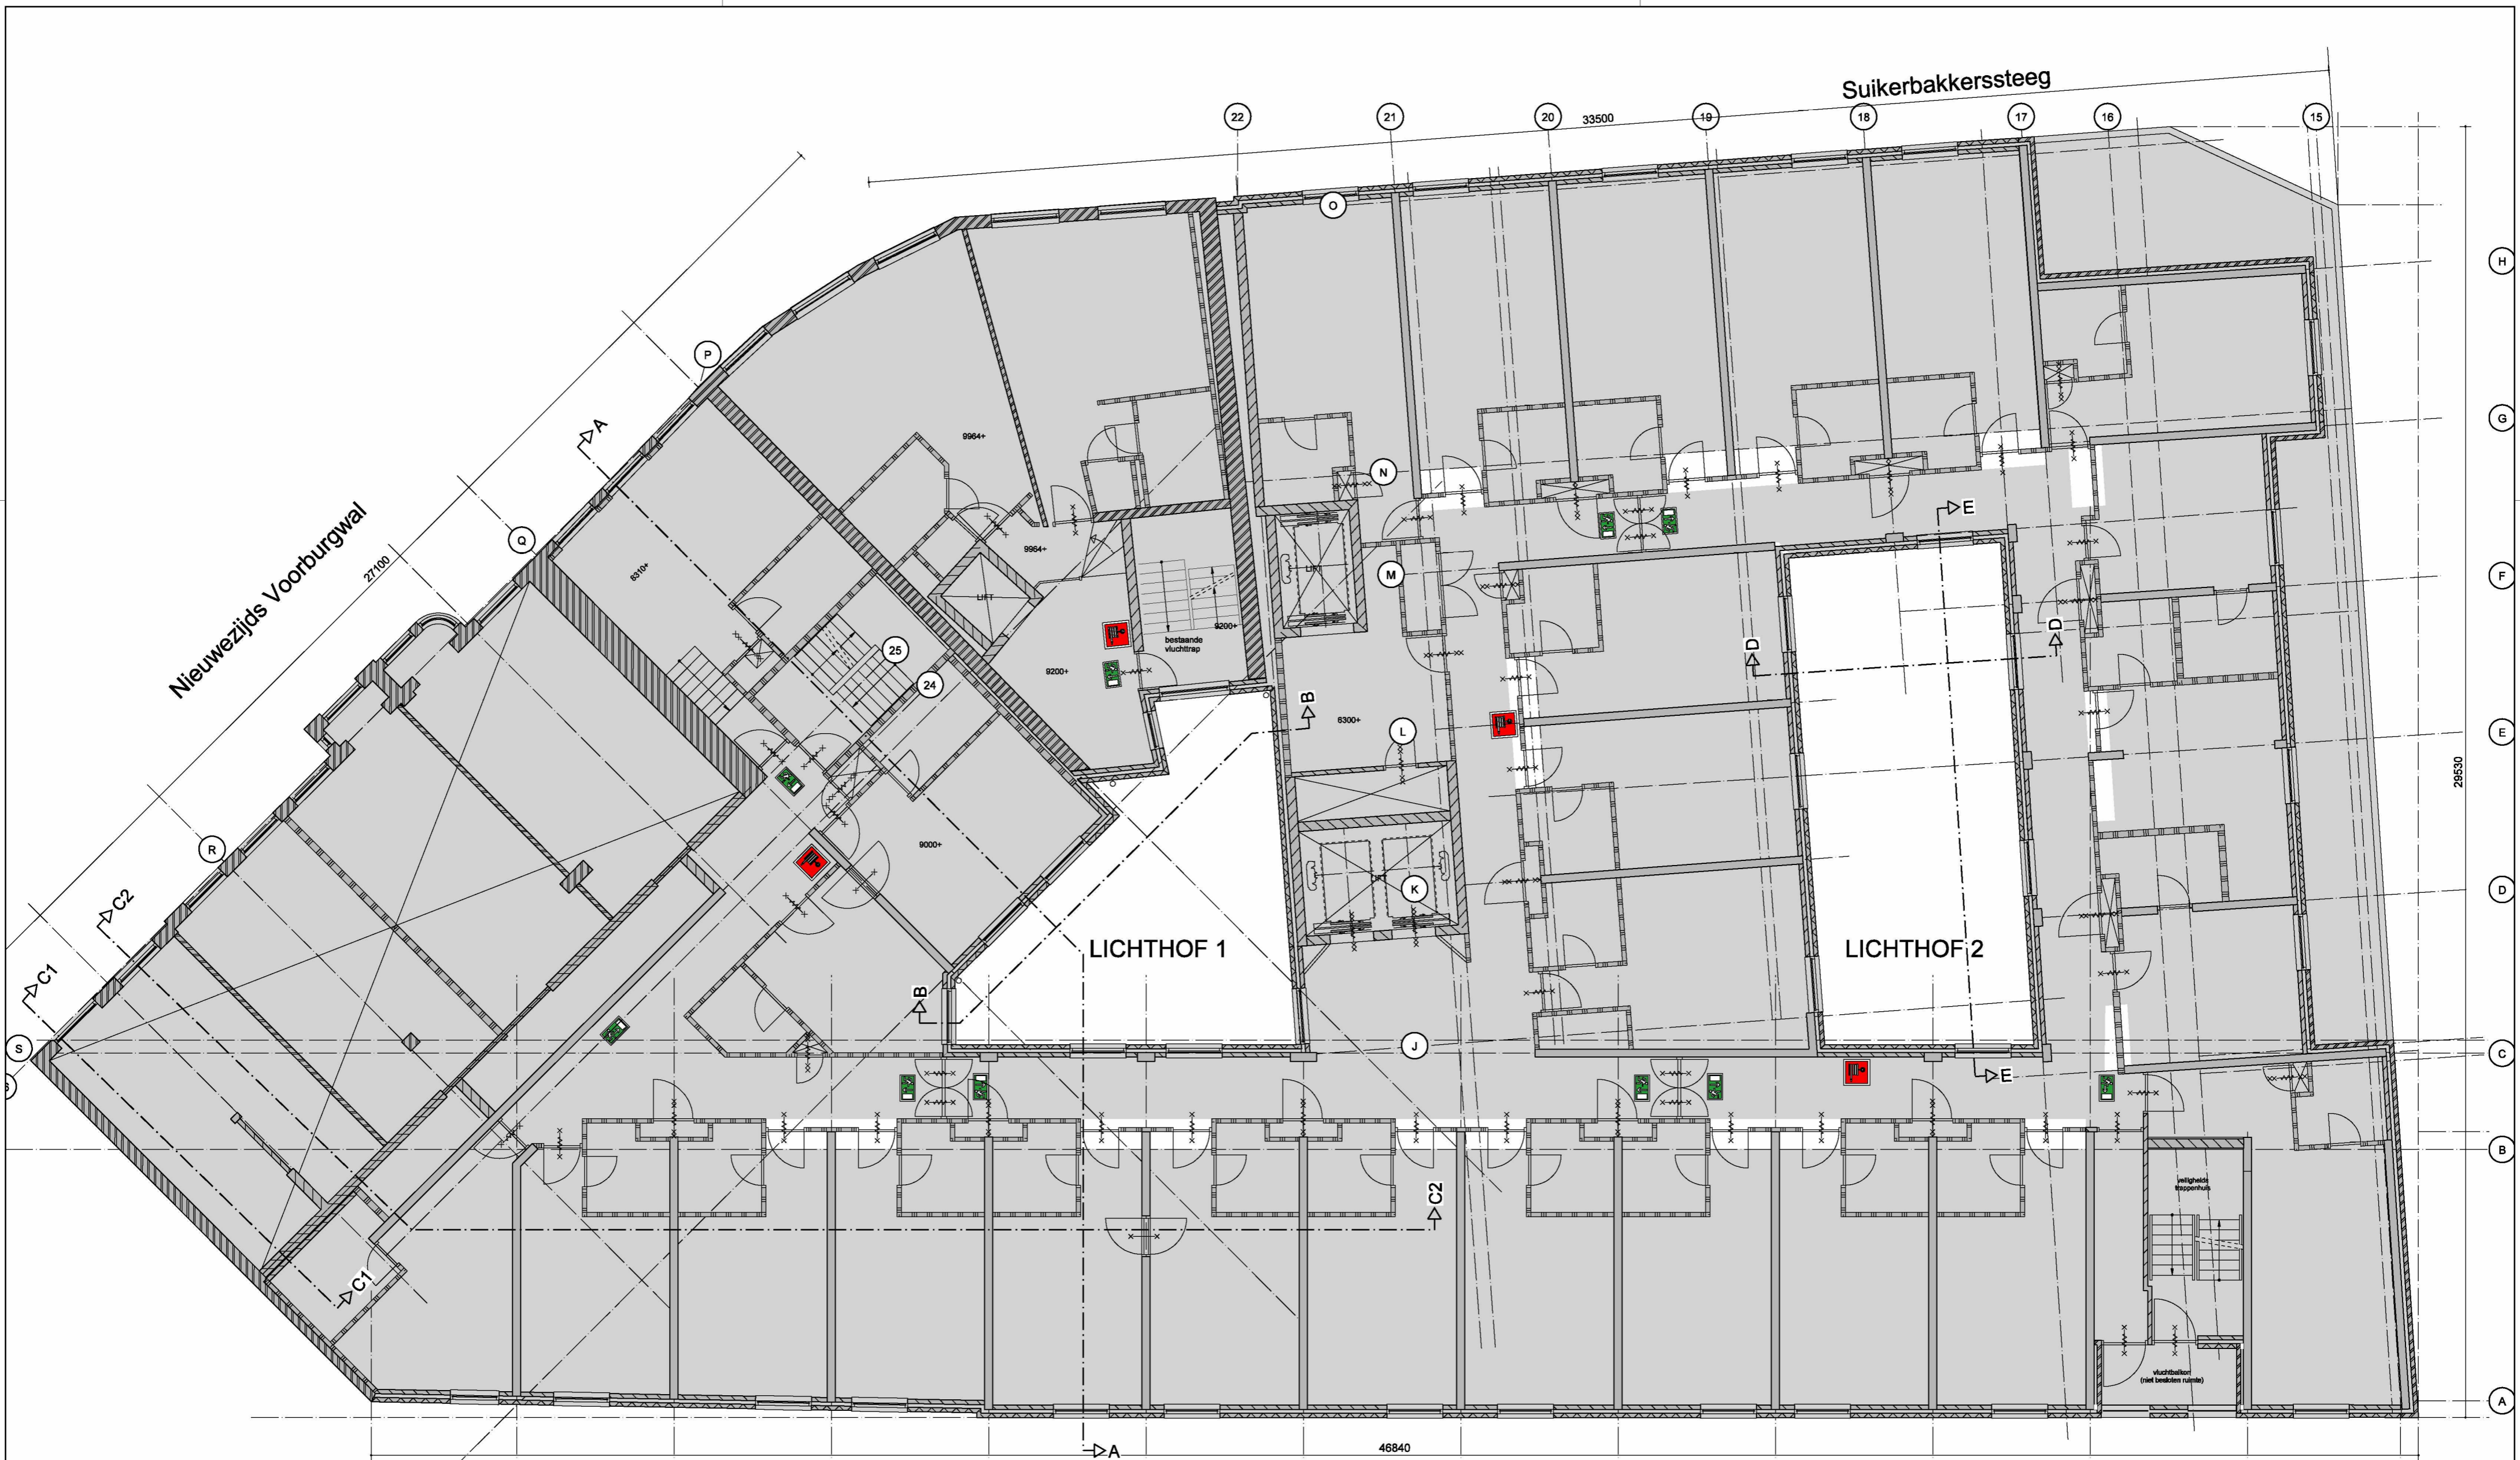 Suikerbakkerssteeg
33500
22
21
20
19
18
17
16
15
O
H
P
A
G
9964+
N
Nieuwezijds Voorburgwal
27100
Q
9964+
E
M
LIFT
F
8310+
LIFT
9200+
bestaande
vluchttrap
25
D
D
24
9200+
B
6300+
L
E
29530
R
9000+
C2
LIFT
K
D
LICHTHOF 1
LICHTHOF 2
C1
B
S
J
C
E
B
veiligheids
trappenhuis
C2
C1
vluchtbalkon
(niet besloten ruimte)
A
A
46840